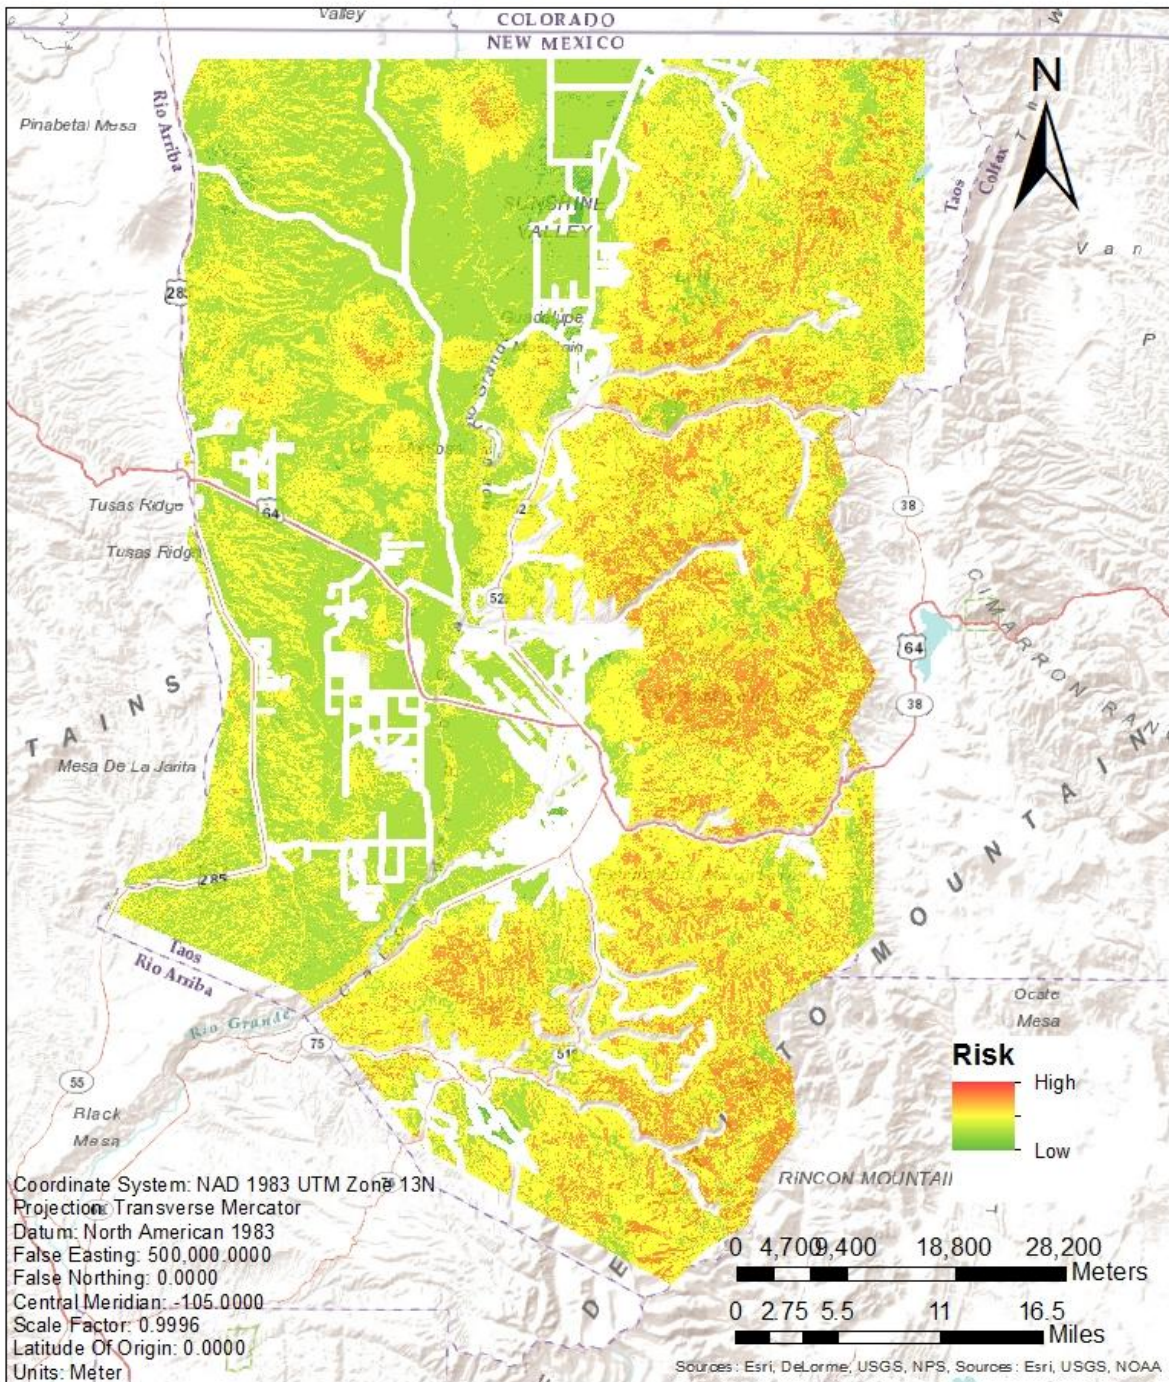 Valley
COLORADO
NEW MEXICO
N
Pinabetal Mesa
Rio Arriba
Taos
Colfax
SUNSHINE
VALLEY
Van
285
Guadalupe
P
Rio Grande
Tusas Ridge
64
38
Tusas Ridge
522
CIMARRON RANG
64
38
TAINS
Mesa De La Jarita
285
TO MOUNTAIN
Taos
Rio Arriba
Rio Grande
Ocate
Mesa
75
518
Risk
High
Low
55
Black
Mesa
RINCON MOUNTAI
DE
Coordinate System: NAD 1983 UTM Zone 13N
Projection: Transverse Mercator
Datum: North American 1983
False Easting: 500,000.0000
False Northing: 0.0000
Central Meridian: -105.0000
Scale Factor: 0.9996
Latitude Of Origin: 0.0000
Units: Meter
0 4,700 9,400 18,800 28,200
Meters
0 2.75 5.5 11 16.5
Miles
Sources: Esri, DeLorme, USGS, NPS, Sources: Esri, USGS, NOAA